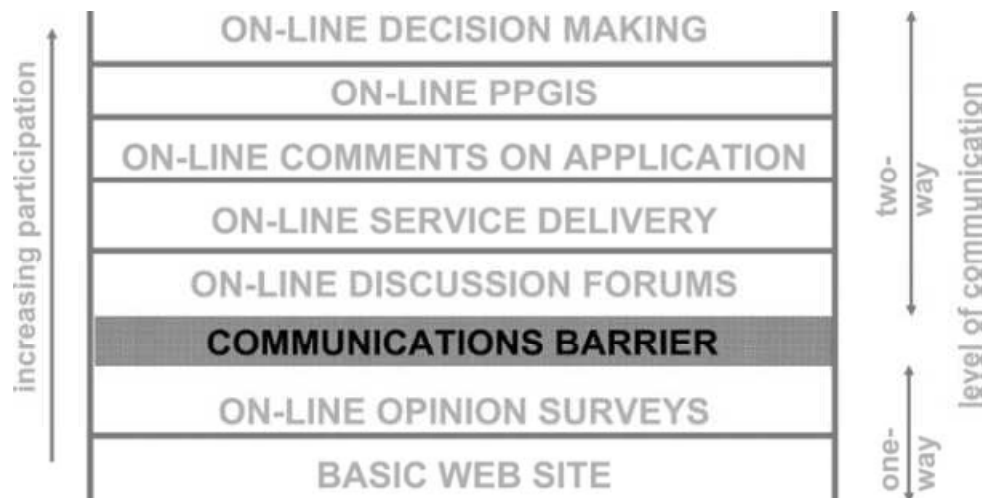 ON-LINE DECISION MAKING
ON-LINE PPGIS
ON-LINE COMMENTS ON APPLICATION
ON-LINE SERVICE DELIVERY
ON-LINE DISCUSSION FORUMS
COMMUNICATIONS BARRIER
ON-LINE OPINION SURVEYS
BASIC WEB SITE
increasing participation
two-
way
one-
way
level of communication